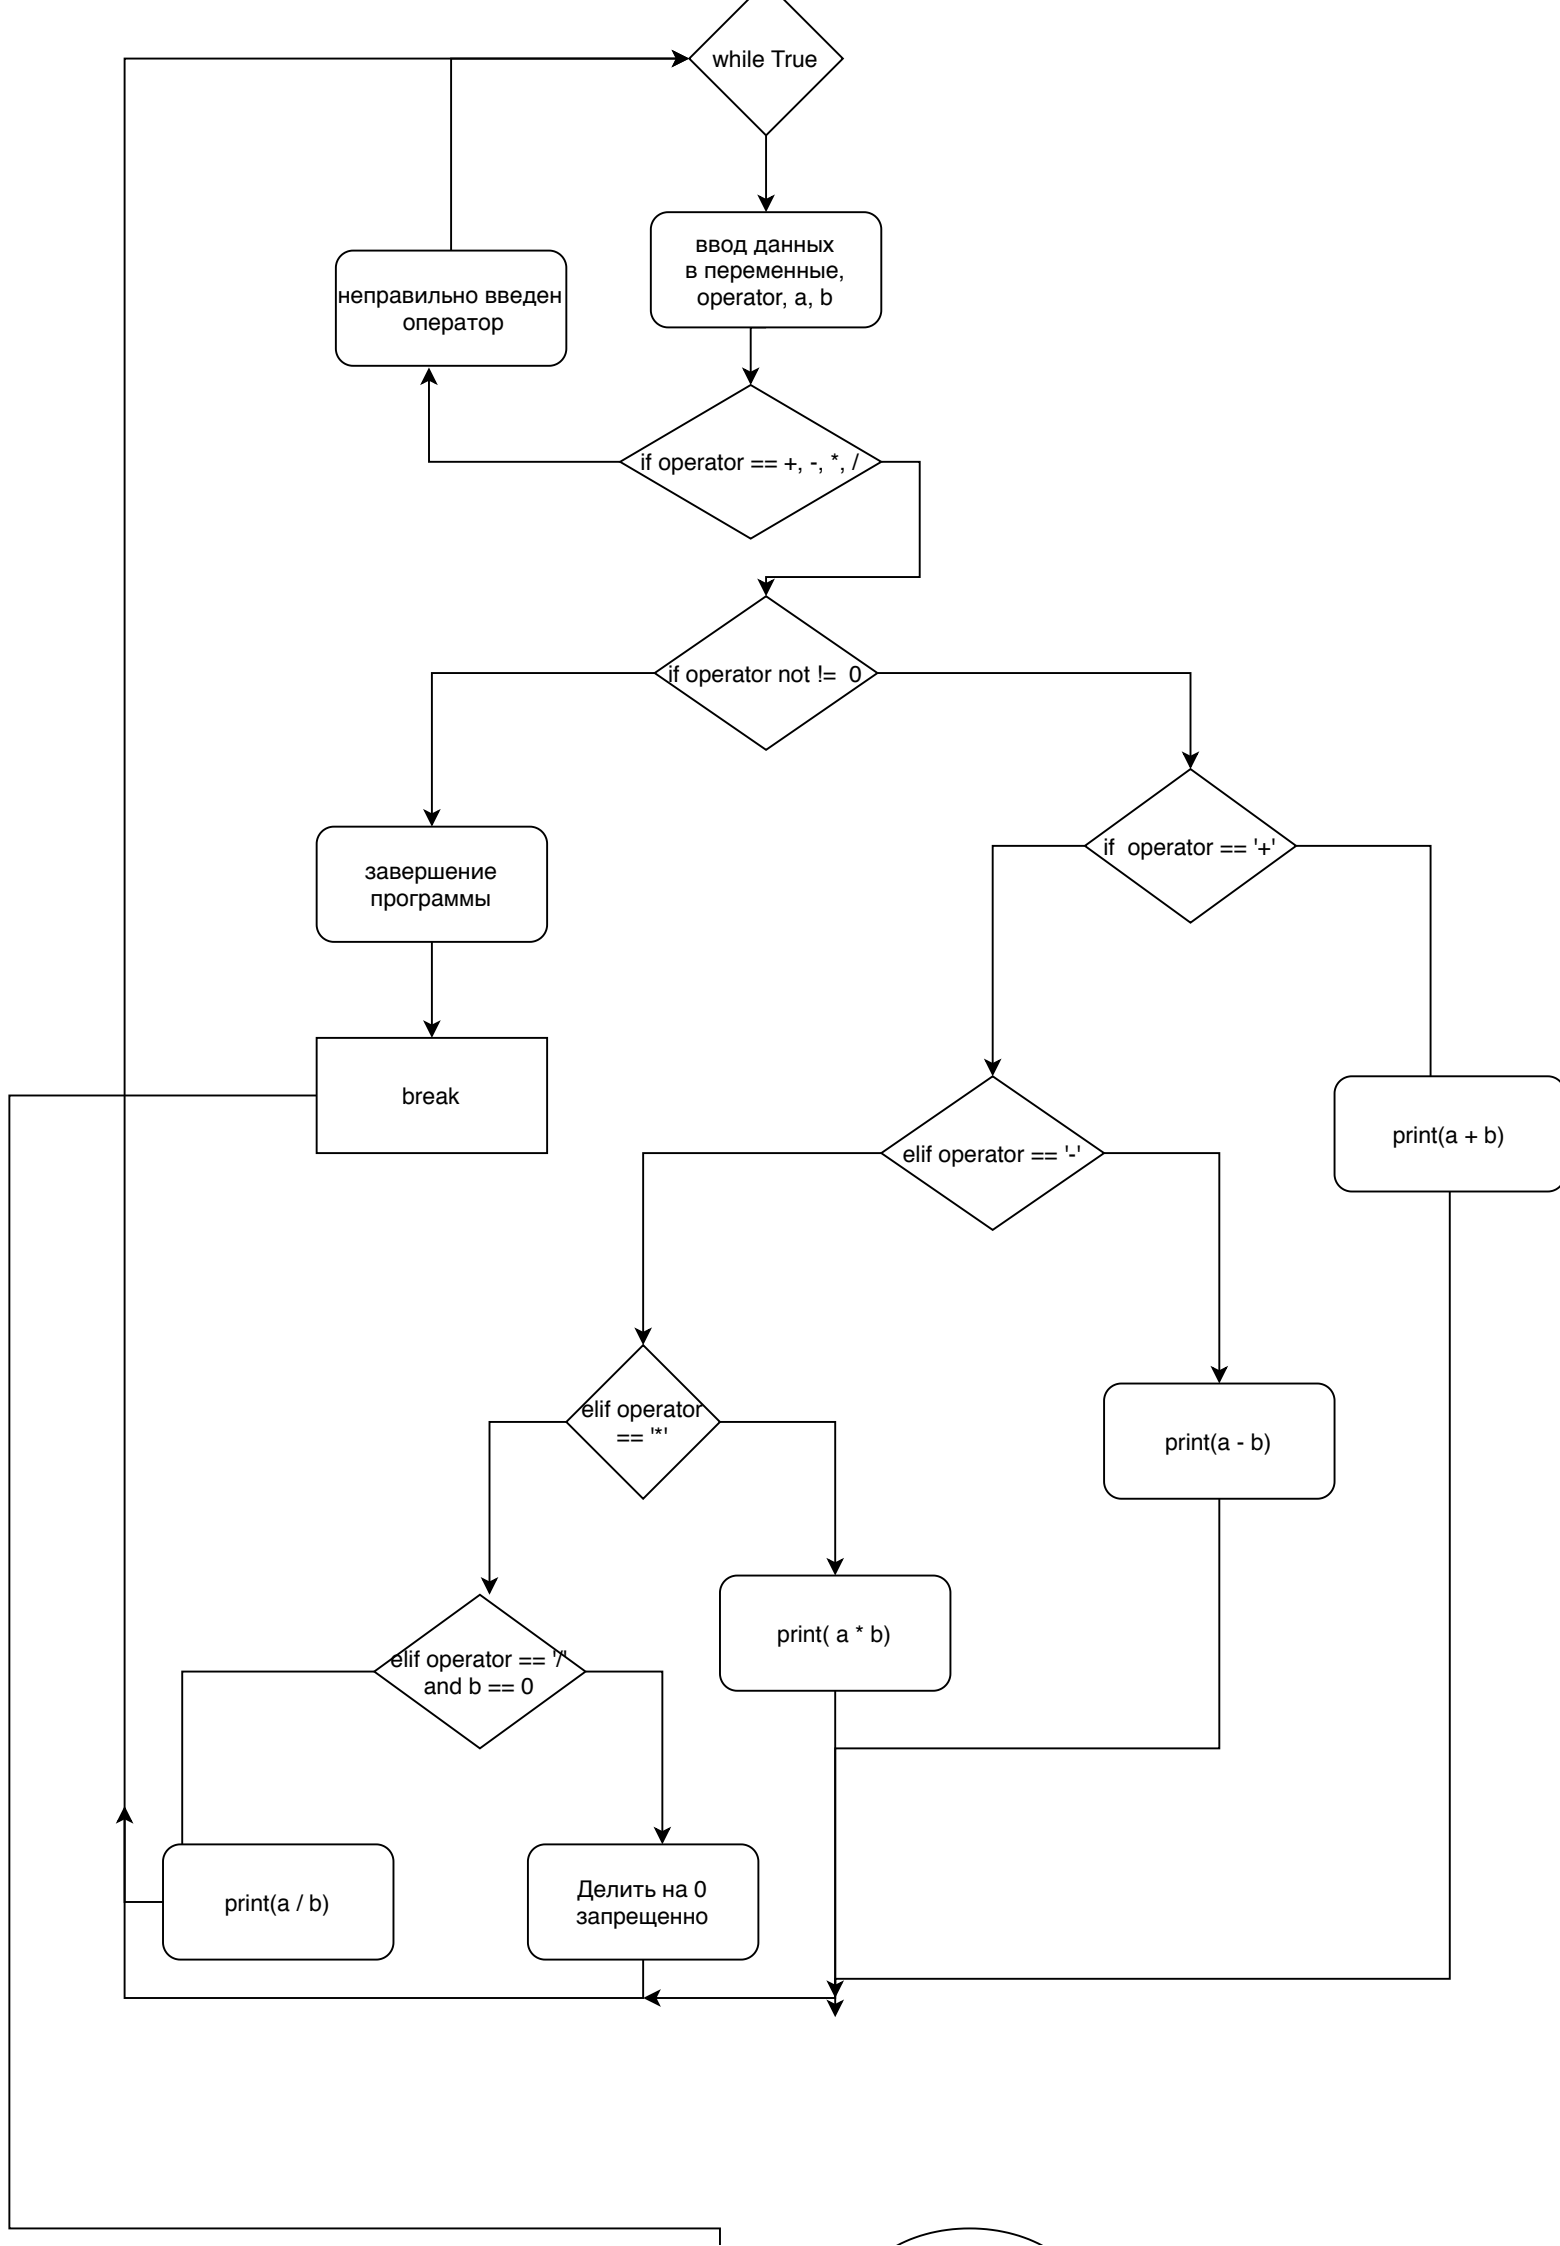 while True
ввод данных
в переменные,
operator, a, b
неправильно введен
оператор
if operator == +, -, *, /
if operator not != 0
if operator == '+'
завершение
программы
break
print(a + b)
elif operator == '-'
elif operator
== '*'
print(a - b)
print( a * b)
elif operator == '/'
and b == 0
print(a / b)
Делить на 0
запрещенно